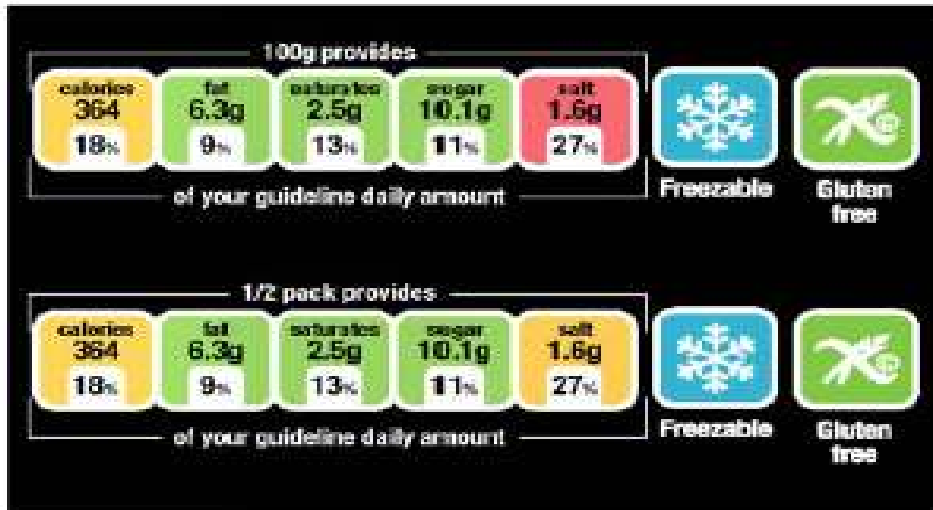 100g provides
calories fat saturates sugar salt
364 6.3g 2.5g 10.1g 1.6g
18% 9% 13% 11% 27%
of your guideline daily amount
Freezable
Gluten
free
1/2 pack provides
calories fat saturates sugar salt
364 6.3g 2.5g 10.1g 1.6g
18% 9% 13% 11% 27%
of your guideline daily amount
Freezable
Gluten
free